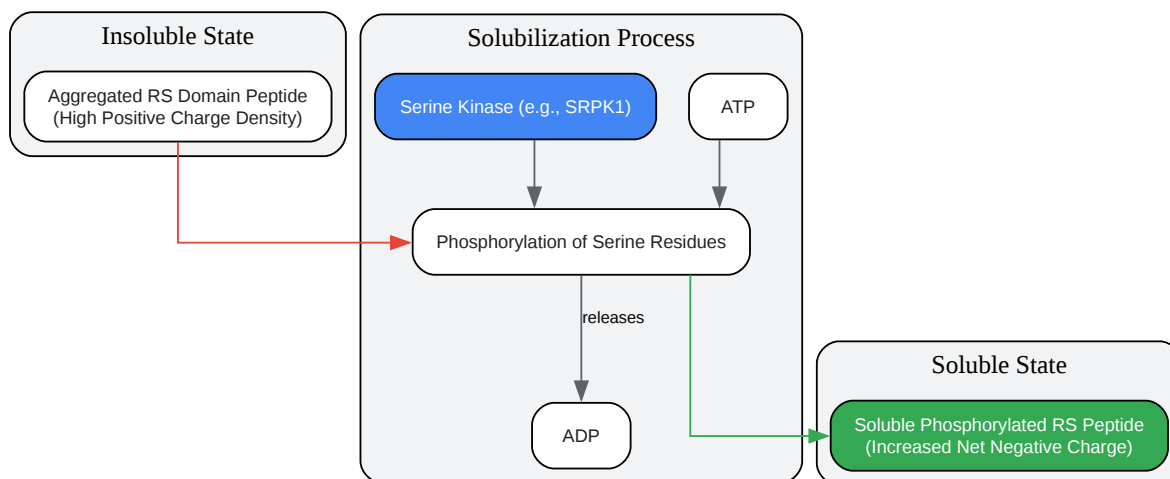 Insoluble State
Aggregated RS Domain Peptide
(High Positive Charge Density)
Solubilization Process
Serine Kinase (e.g., SRPK1)
ATP
Phosphorylation of Serine Residues
releases
ADP
Soluble State
Soluble Phosphorylated RS Peptide
(Increased Net Negative Charge)